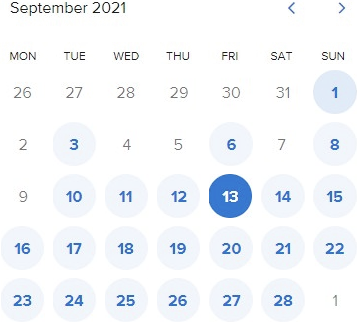 September 2021
MON TUE WED THU FRI SAT SUN
26 27 28 29 30 31 1
2 3 4 5 6 7 8
9 10 11 12 13 14 15
16 17 18 19 20 21 22
23 24 25 26 27 28 1